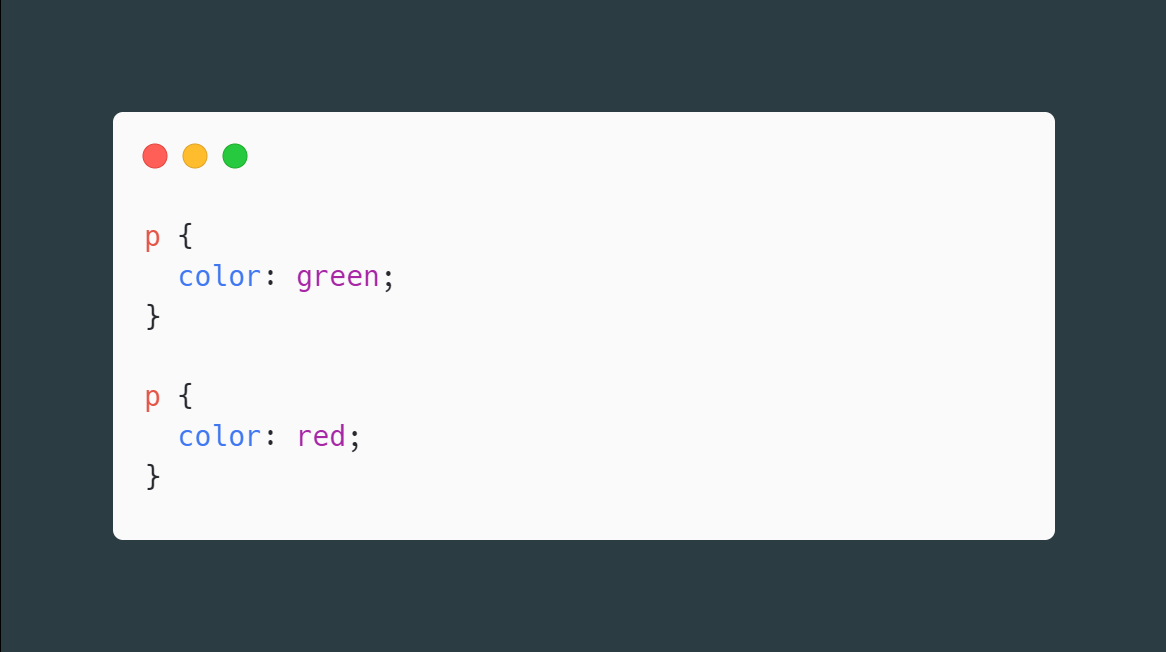 p {
  color: green;
}

p {
  color: red;
}